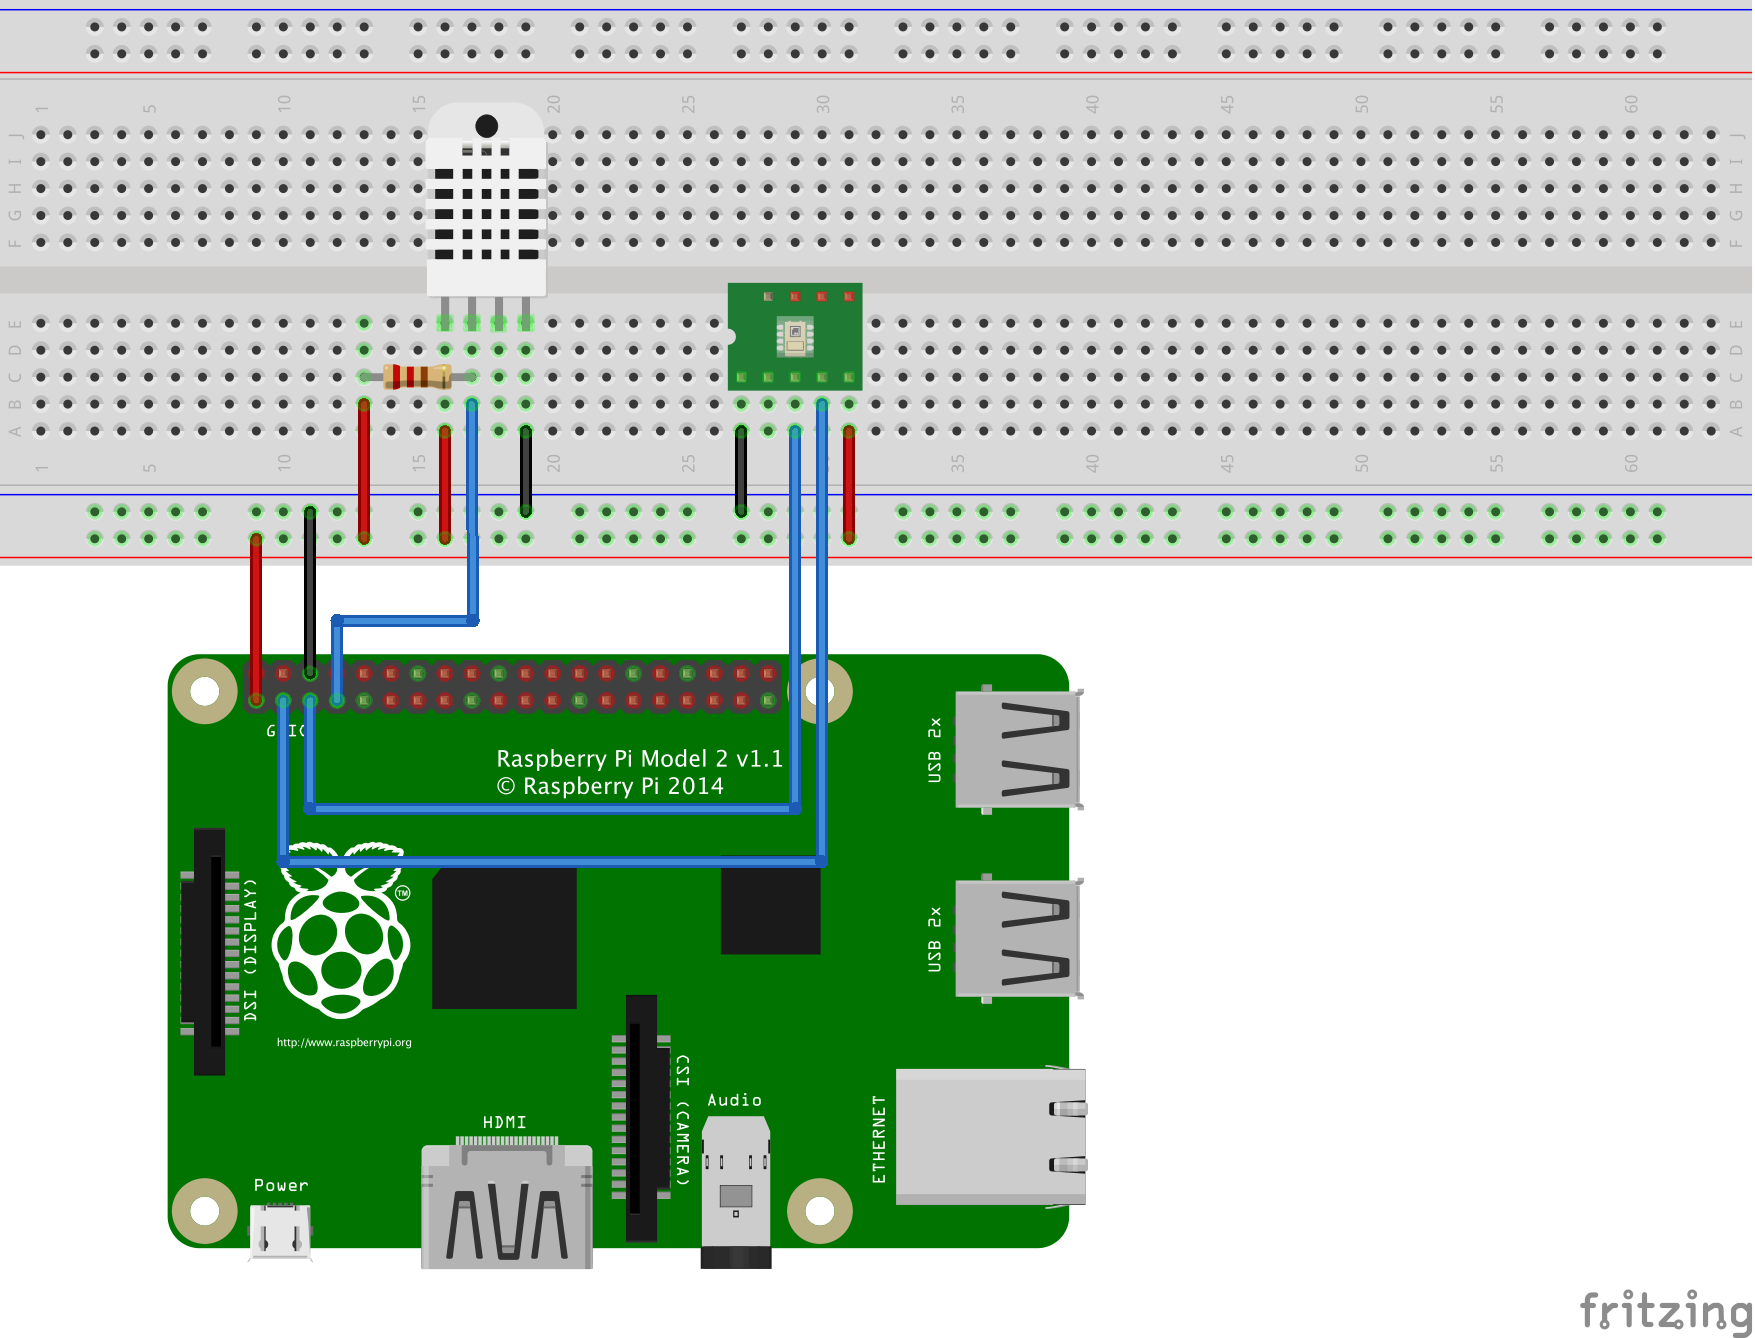 1 5 10 15 20 25 30 35 40 45 50 55 60
J J
I I
H H
G G
F F
E E
D D
C C
B B
A A
1 5 10 15 20 25 35 40 45 50 55 60
Raspberry Pi Model 2 v1.1
© Raspberry Pi 2014
USB 2x
DSI (DISPLAY)
TM
USB 2x
http://www.raspberrypi.org
CSI (CAMERA)
Audio
ETHERNET
HDMI
Power
fritzing